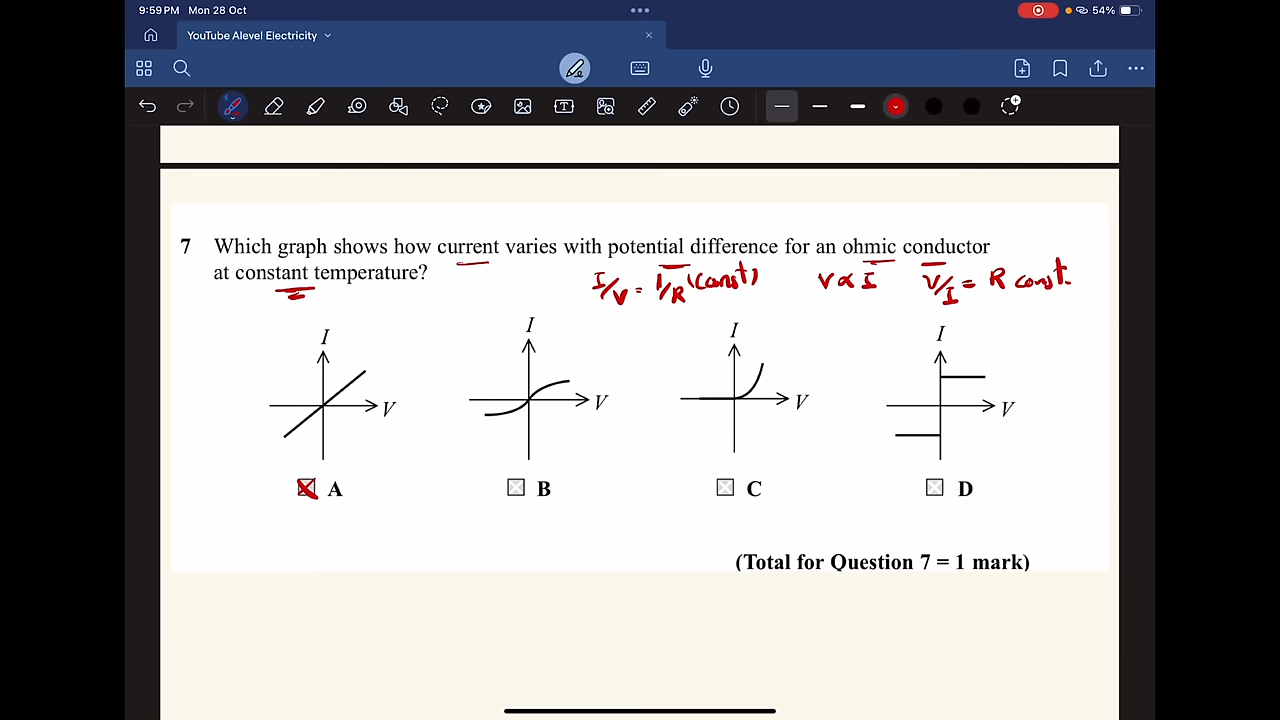 9:59 PM Mon 28 Oct
54%
YouTube Alevel Electricity
7 Which graph shows how current varies with potential difference for an ohmic conductor
at constant temperature?
I/V = 1/R (const) V ∝ I V/I = R const.
I I I I
V V V V
A B C D
(Total for Question 7 = 1 mark)